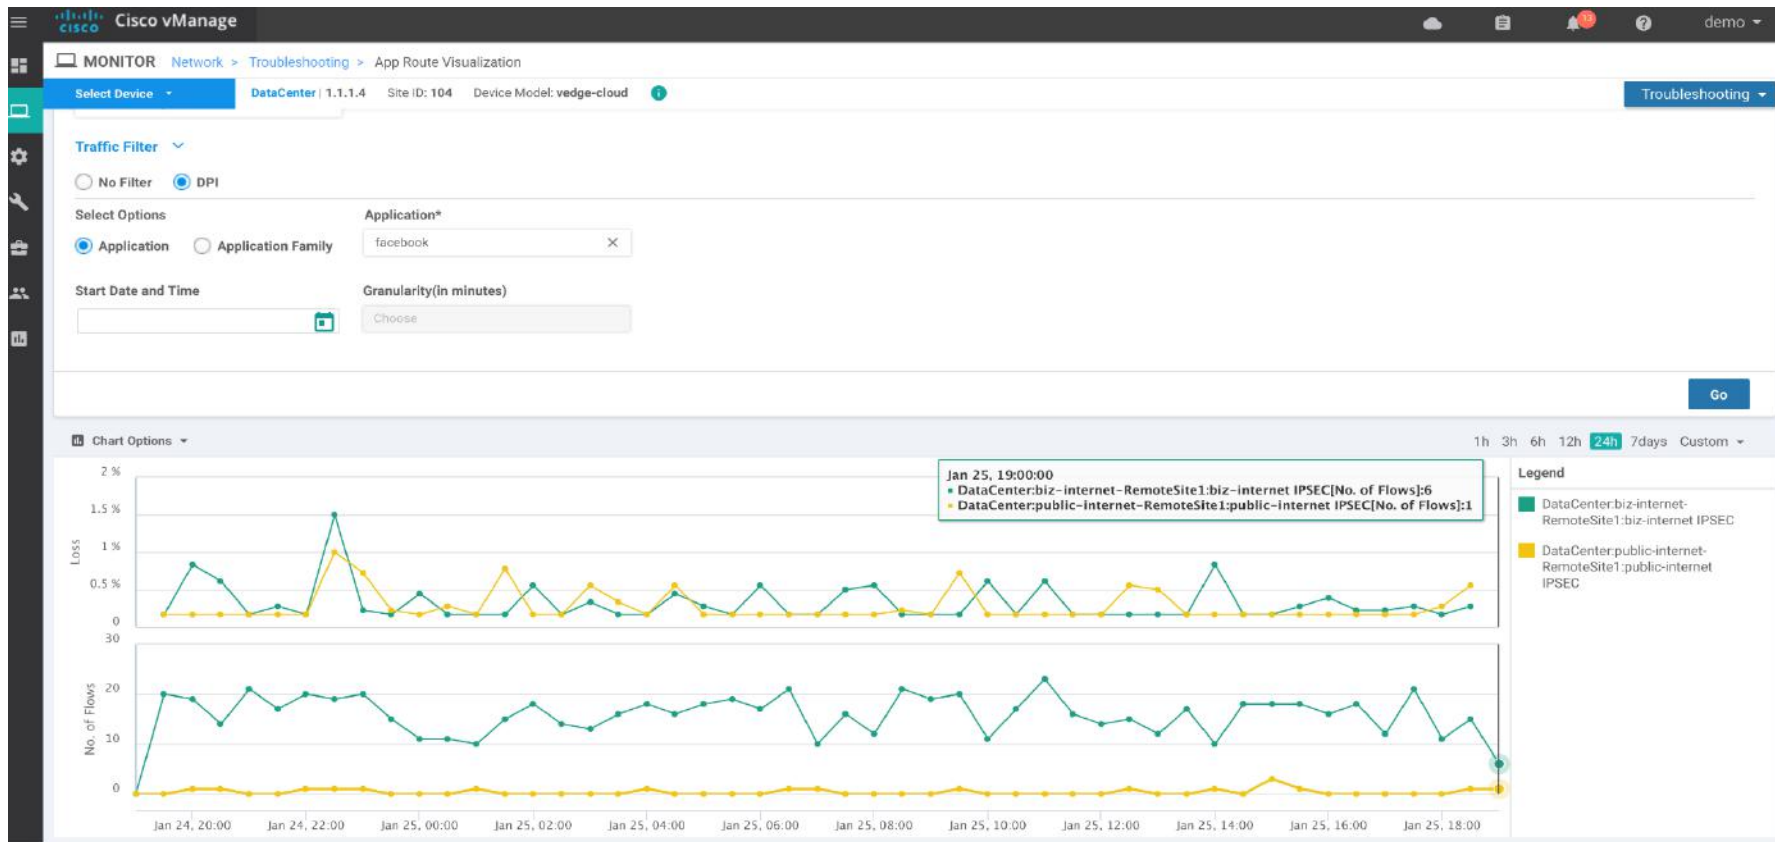 cisco Cisco vManage
13
demo
MONITOR Network > Troubleshooting > App Route Visualization
Select Device
DataCenter | 1.1.1.4 Site ID: 104 Device Model: vedge-cloud
Troubleshooting
Traffic Filter
No Filter DPI
Select Options
Application*
Application Application Family
facebook
Start Date and Time
Granularity(in minutes)
Choose
Go
Chart Options
1h 3h 6h 12h 24h 7days Custom
2 %
1.5 %
1 %
0.5 %
0
Loss
Jan 25, 19:00:00
DataCenter:biz-internet-RemoteSite1:biz-internet IPSEC[No. of Flows]:6
DataCenter:public-internet-RemoteSite1:public-internet IPSEC[No. of Flows]:1
Legend
DataCenter:biz-internet-
RemoteSite1:biz-internet IPSEC
DataCenter:public-internet-
RemoteSite1:public-internet
IPSEC
30
20
10
0
No. of Flows
Jan 24, 20:00
Jan 24, 22:00
Jan 25, 00:00
Jan 25, 02:00
Jan 25, 04:00
Jan 25, 06:00
Jan 25, 08:00
Jan 25, 10:00
Jan 25, 12:00
Jan 25, 14:00
Jan 25, 16:00
Jan 25, 18:00